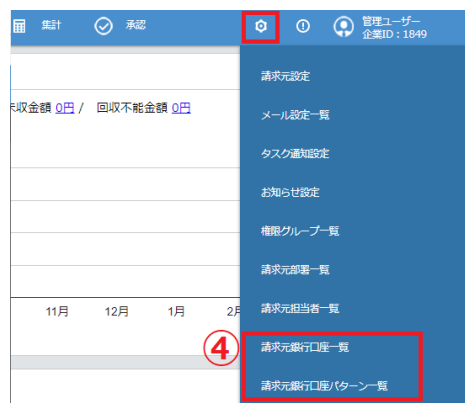 集計
承認
管理ユーザー
企業ID : 1849
請求元設定
メール設定一覧
未収金額 0円 / 回収不能金額 0円
タスク通知設定
お知らせ設定
権限グループ一覧
請求元部署一覧
11月 12月 1月 2月
請求元担当者一覧
④
請求元銀行口座一覧
請求元銀行口座パターン一覧